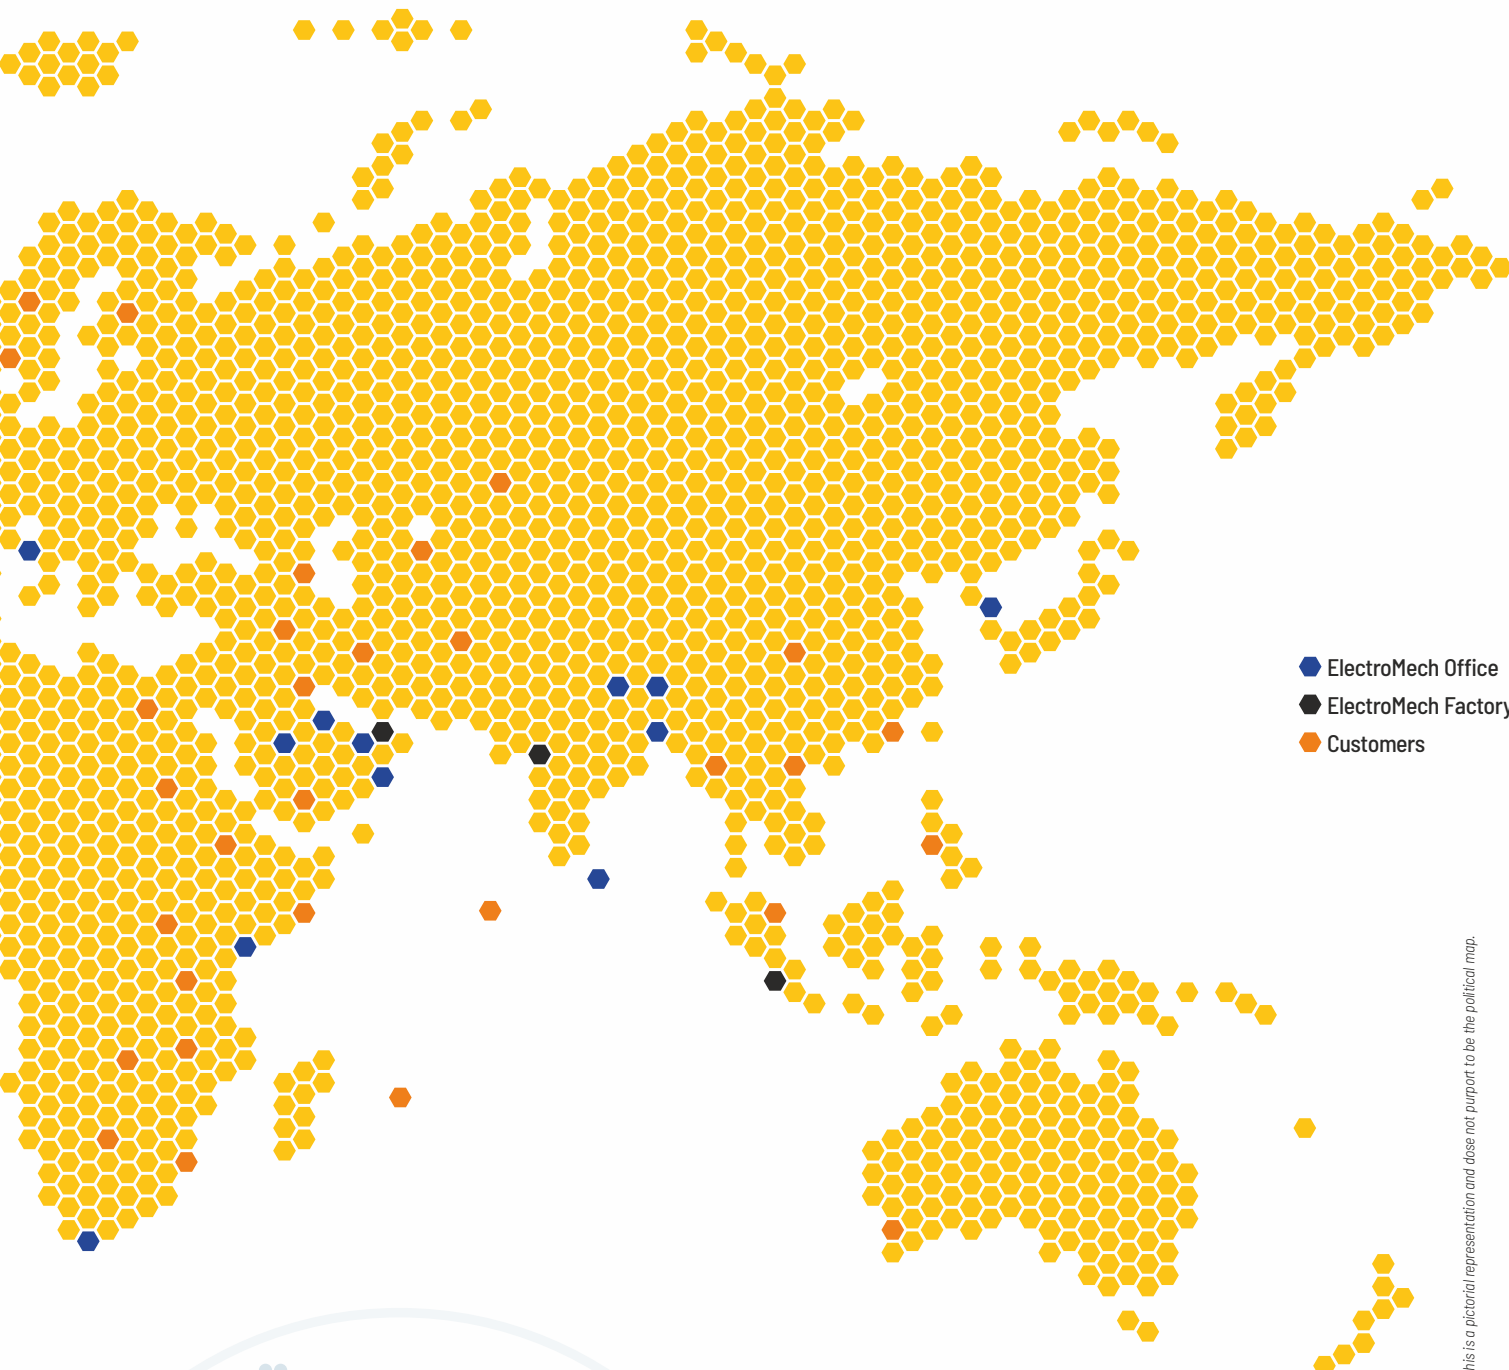 ElectroMech Office
ElectroMech Factory
Customers
his is a pictorial representation and dose not purport to be the political map.